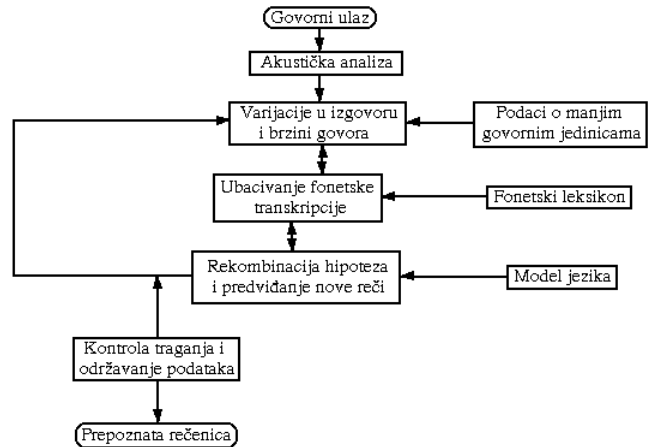 Govorni ulaz
Akustička analiza
Varijacije u izgovoru
i brzini govora
Podaci o manjim
govornim jedinicama
Ubacivanje fonetske
transkripcije
Fonetski leksikon
Rekombinacija hipoteza
i predviđanje nove reči
Model jezika
Kontrola traganja i
održavanje podataka
Prepoznata rečenica